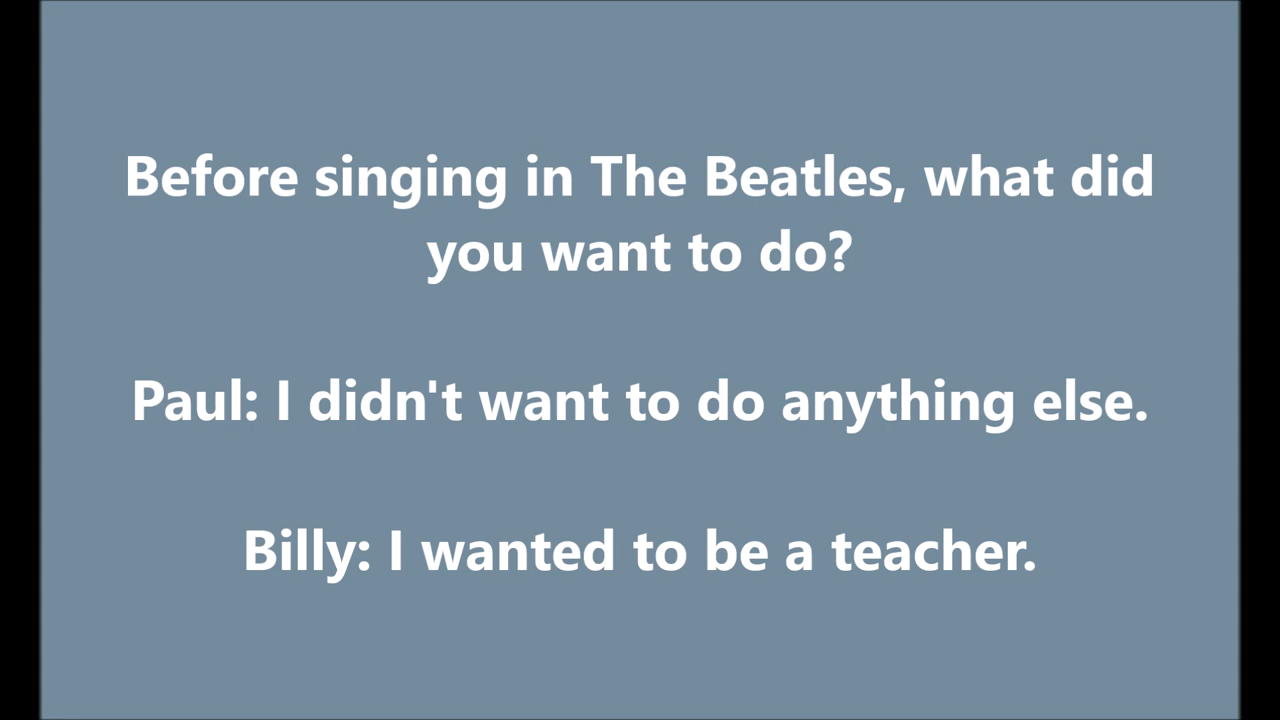 Before singing in The Beatles, what did
you want to do?
Paul: I didn't want to do anything else.
Billy: I wanted to be a teacher.